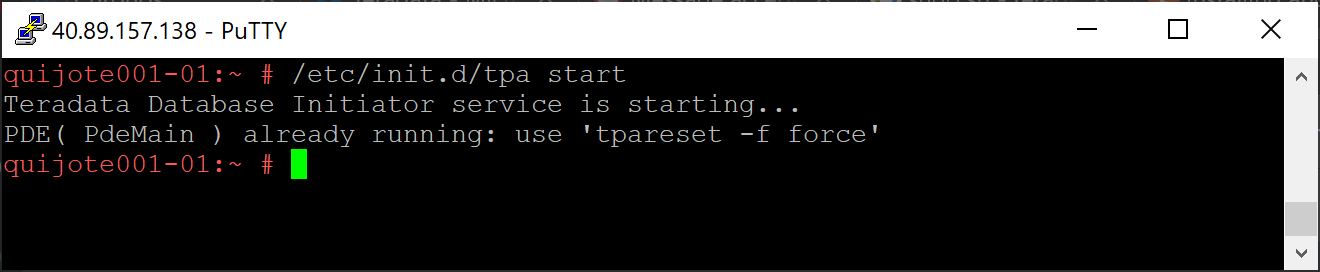 40.89.157.138 - PuTTY
quijote001-01:~ # /etc/init.d/tpa start
Teradata Database Initiator service is starting...
PDE( PdeMain ) already running: use 'tpareset -f force'
quijote001-01:~ #